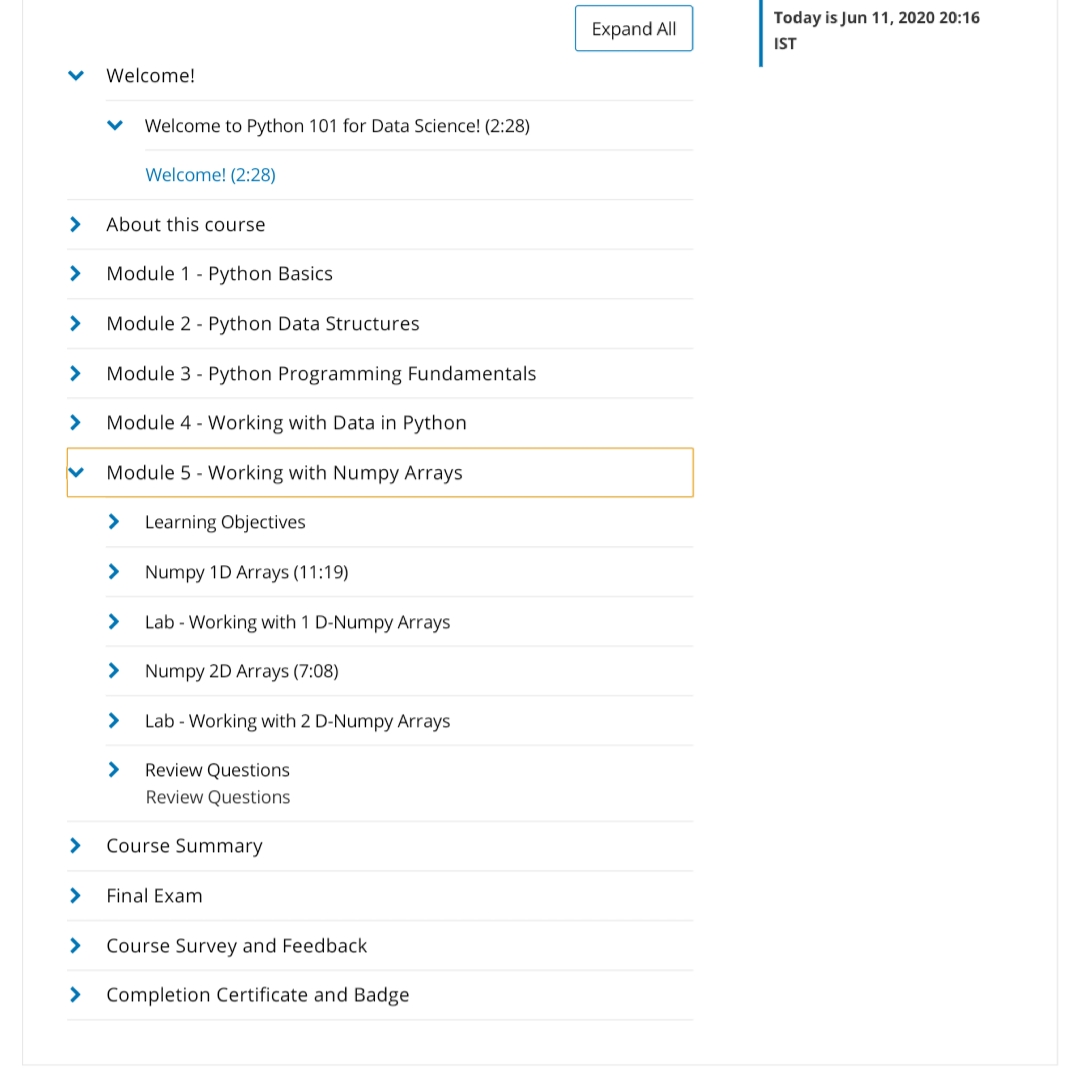 Expand All
Today is Jun 11, 2020 20:16
IST
Welcome!
Welcome to Python 101 for Data Science! (2:28)
Welcome! (2:28)
About this course
Module 1 - Python Basics
Module 2 - Python Data Structures
Module 3 - Python Programming Fundamentals
Module 4 - Working with Data in Python
Module 5 - Working with Numpy Arrays
Learning Objectives
Numpy 1D Arrays (11:19)
Lab - Working with 1 D-Numpy Arrays
Numpy 2D Arrays (7:08)
Lab - Working with 2 D-Numpy Arrays
Review Questions
Review Questions
Course Summary
Final Exam
Course Survey and Feedback
Completion Certificate and Badge